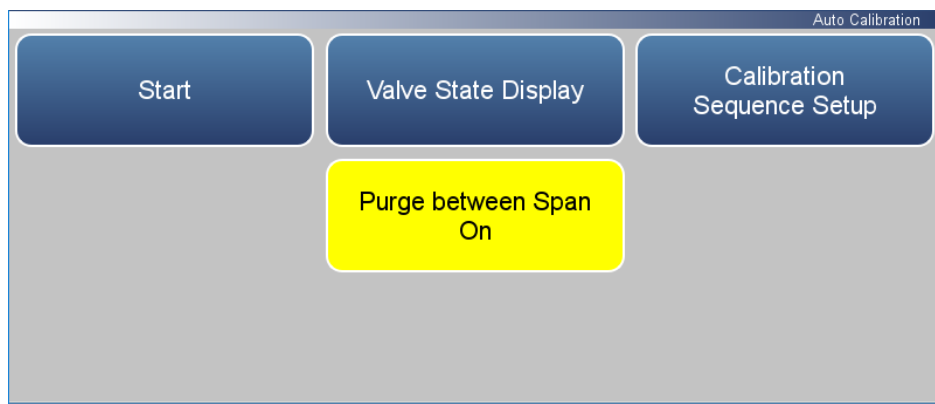 Auto Calibration
Start
Valve State Display
Calibration
Sequence Setup
Purge between Span
On